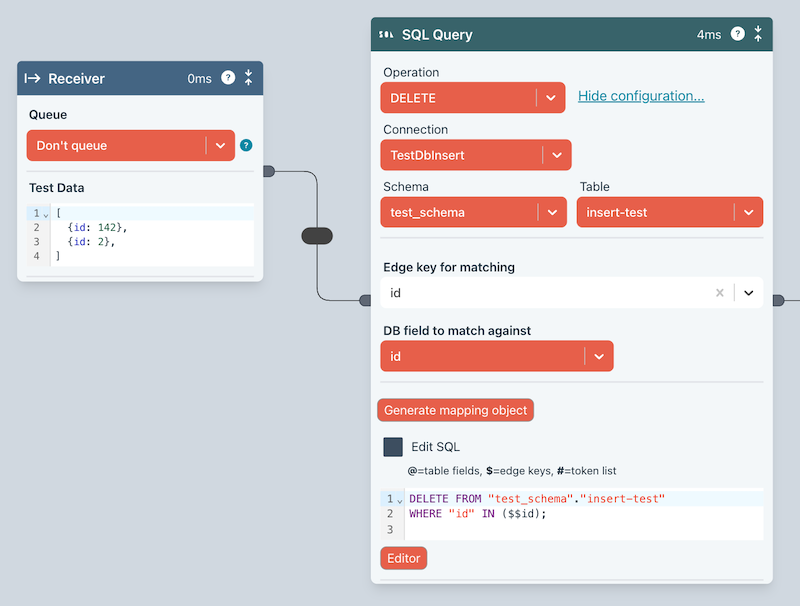 Receiver 0ms ?
Queue
Don't queue ?
Test Data
1 [
2 {id: 142},
3 {id: 2},
4 ]
SQL SQL Query 4ms ?
Operation
DELETE Hide configuration...
Connection
TestDbInsert
Schema Table
test_schema insert-test
Edge key for matching
id ×
DB field to match against
id
Generate mapping object
Edit SQL
@=table fields, $=edge keys, #=token list
1 DELETE FROM "test_schema"."insert-test"
2 WHERE "id" IN ($$id);
3
Editor